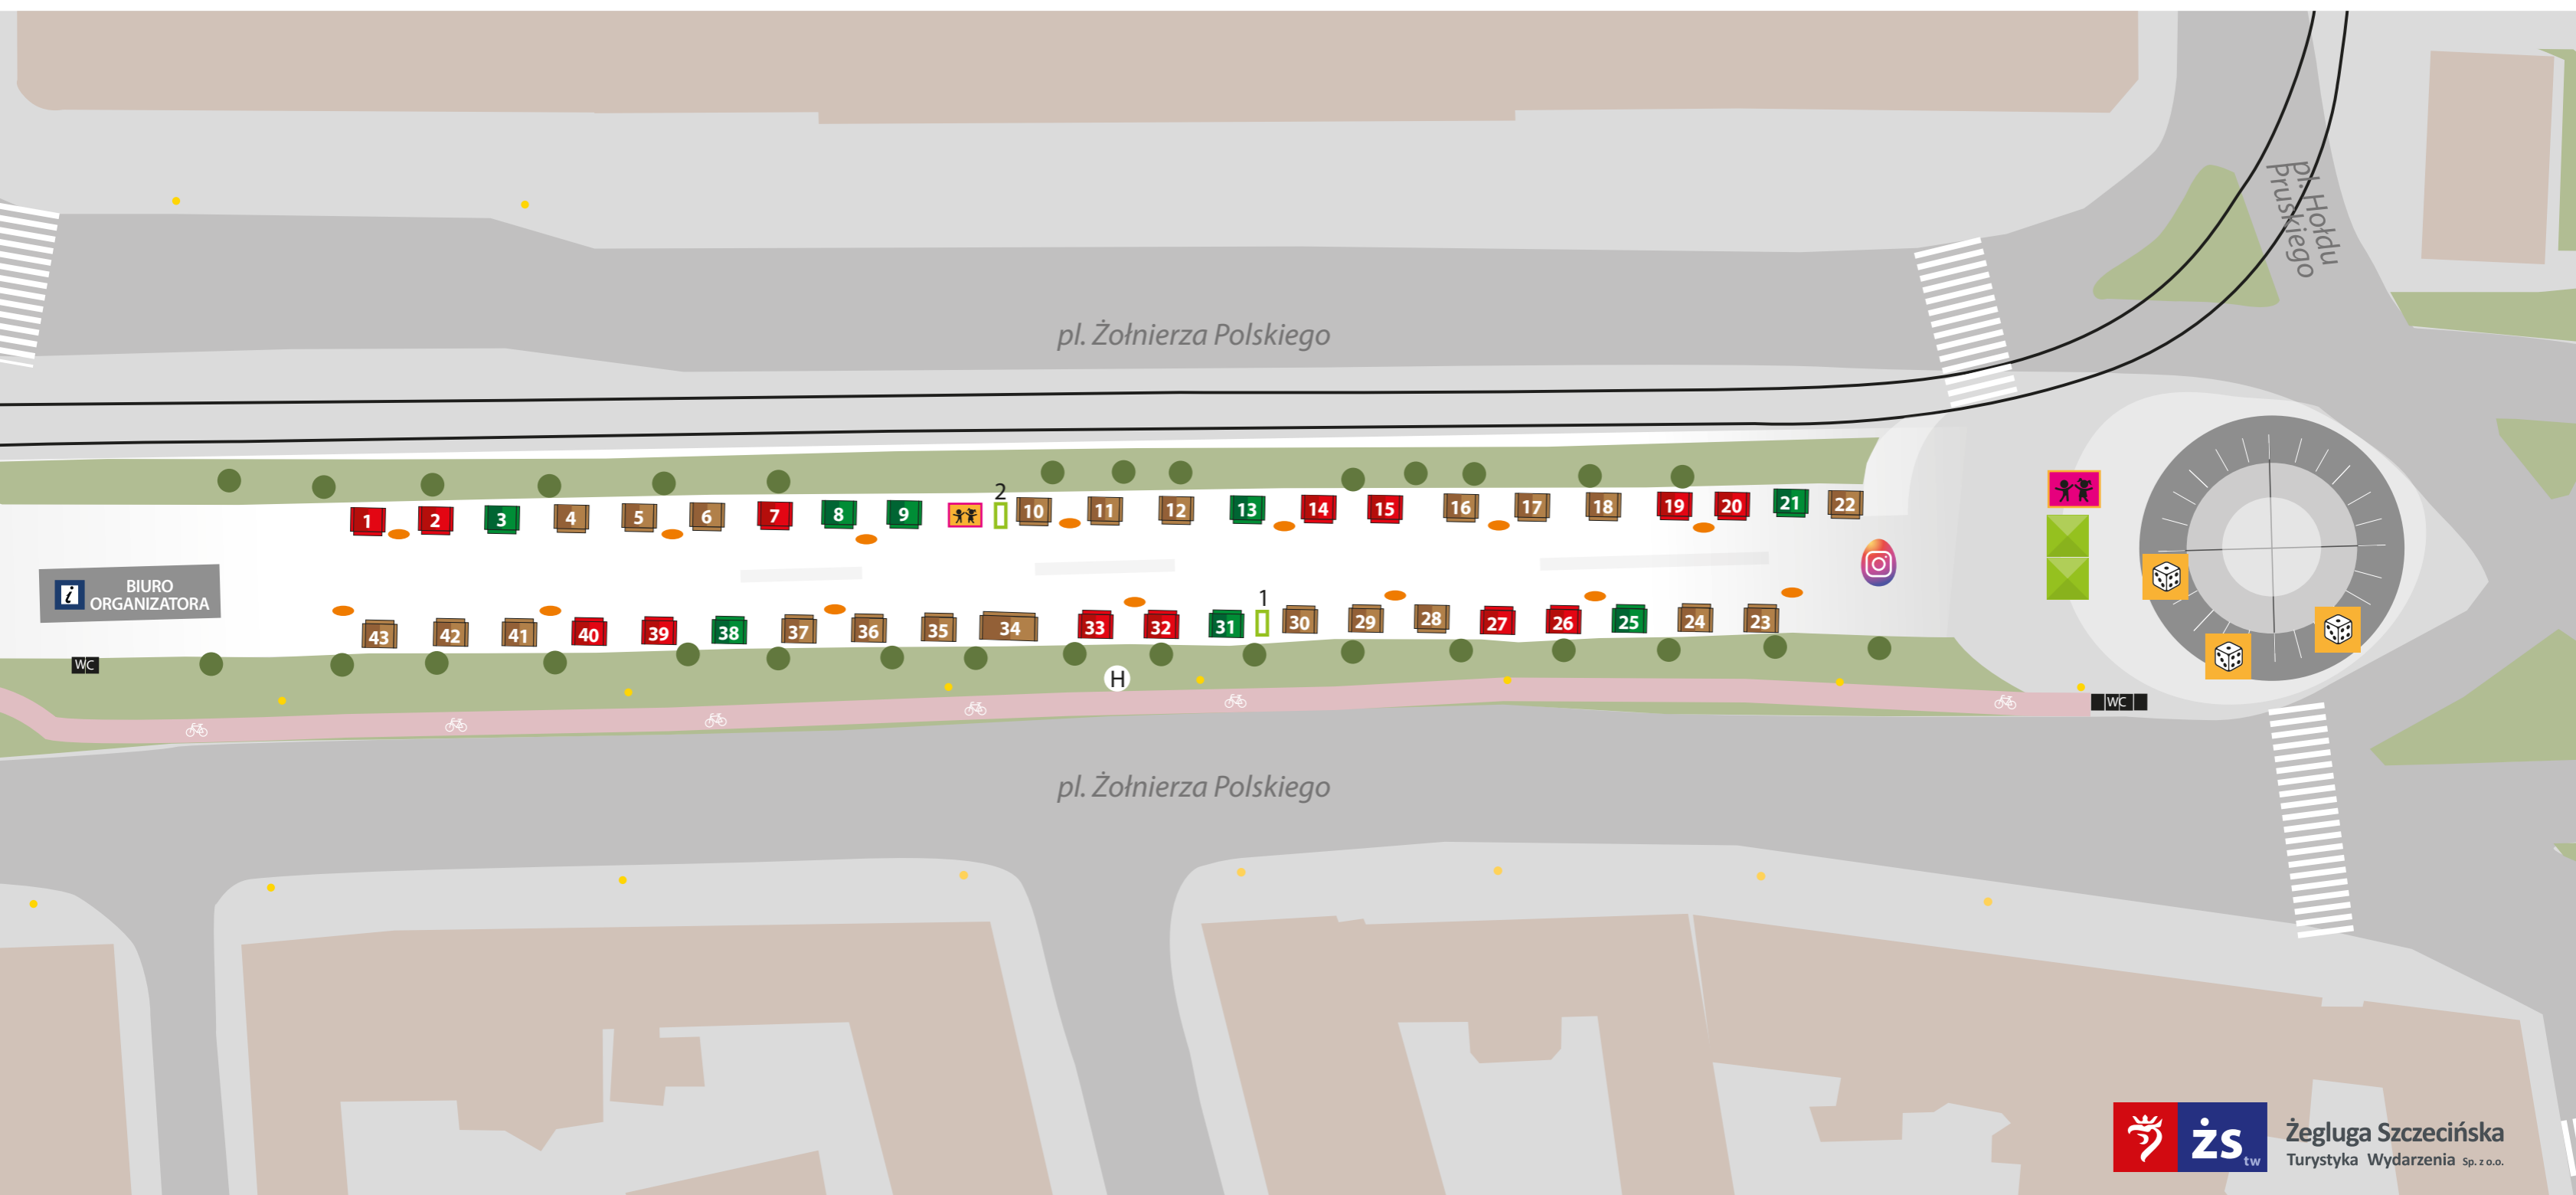 pl. Hołdu
Pruskiego
pl. Żołnierza Polskiego
2
1 2 3 4 5 6 7 8 9 10 11 12 13 14 15 16 17 18 19 20 21 22
i BIURO
ORGANIZATORA
1
43 42 41 40 39 38 37 36 35 34 33 32 31 30 29 28 27 26 25 24 23
WC
H
WC
pl. Żołnierza Polskiego
żs tw
Żegluga Szczecińska
Turystyka Wydarzenia Sp. z o.o.